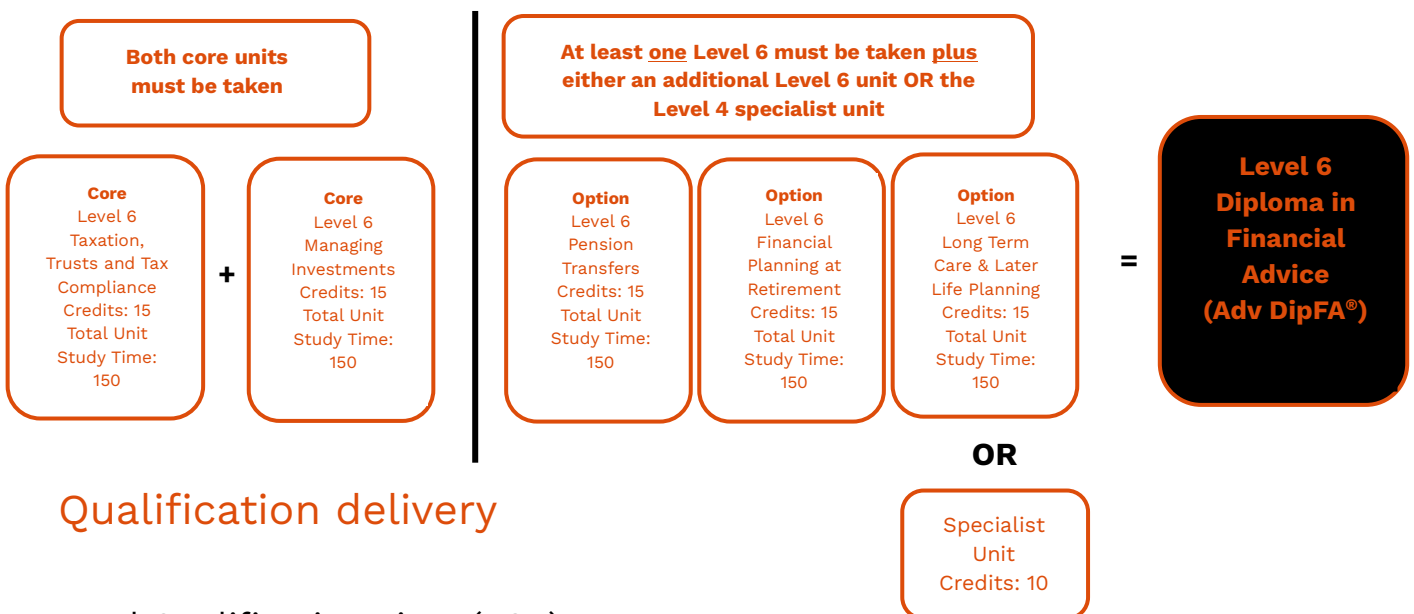 Both core units
must be taken
At least one Level 6 must be taken plus
either an additional Level 6 unit OR the
Level 4 specialist unit
Core
Level 6
Taxation,
Trusts and Tax
Compliance
Credits: 15
Total Unit
Study Time:
150
+
Core
Level 6
Managing
Investments
Credits: 15
Total Unit
Study Time:
150
Option
Level 6
Pension
Transfers
Credits: 15
Total Unit
Study Time:
150
Option
Level 6
Financial
Planning at
Retirement
Credits: 15
Total Unit
Study Time:
150
Option
Level 6
Long Term
Care & Later
Life Planning
Credits: 15
Total Unit
Study Time:
150
=
Level 6
Diploma in
Financial
Advice
(Adv DipFA®)
OR
Specialist
Unit
Credits: 10
Qualification delivery